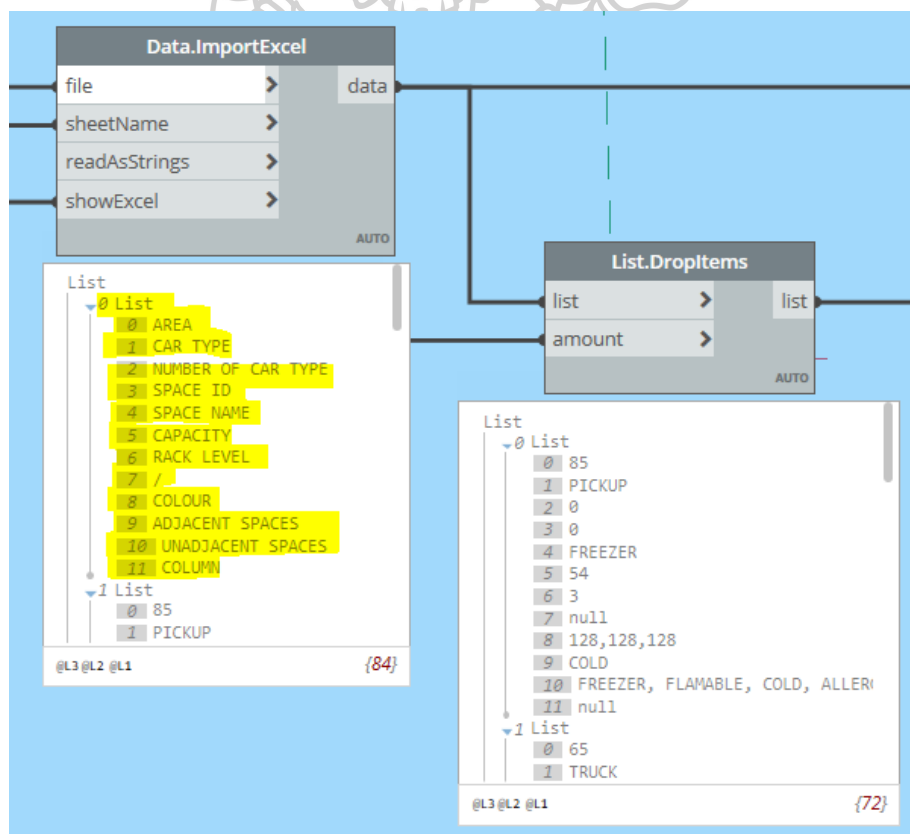 Data.ImportExcel
file > data
sheetName >
readAsStrings >
showExcel >
AUTO
List
0 List
0 AREA
1 CAR TYPE
2 NUMBER OF CAR TYPE
3 SPACE ID
4 SPACE NAME
5 CAPACITY
6 RACK LEVEL
7 /
8 COLOUR
9 ADJACENT SPACES
10 UNADJACENT SPACES
11 COLUMN
1 List
0 85
1 PICKUP
@L3 @L2 @L1 {84}
List.DropItems
list > list
amount >
AUTO
List
0 List
0 85
1 PICKUP
2 0
3 0
4 FREEZER
5 54
6 3
7 null
8 128,128,128
9 COLD
10 FREEZER, FLAMABLE, COLD, ALLER
11 null
1 List
0 65
1 TRUCK
@L3 @L2 @L1 {72}